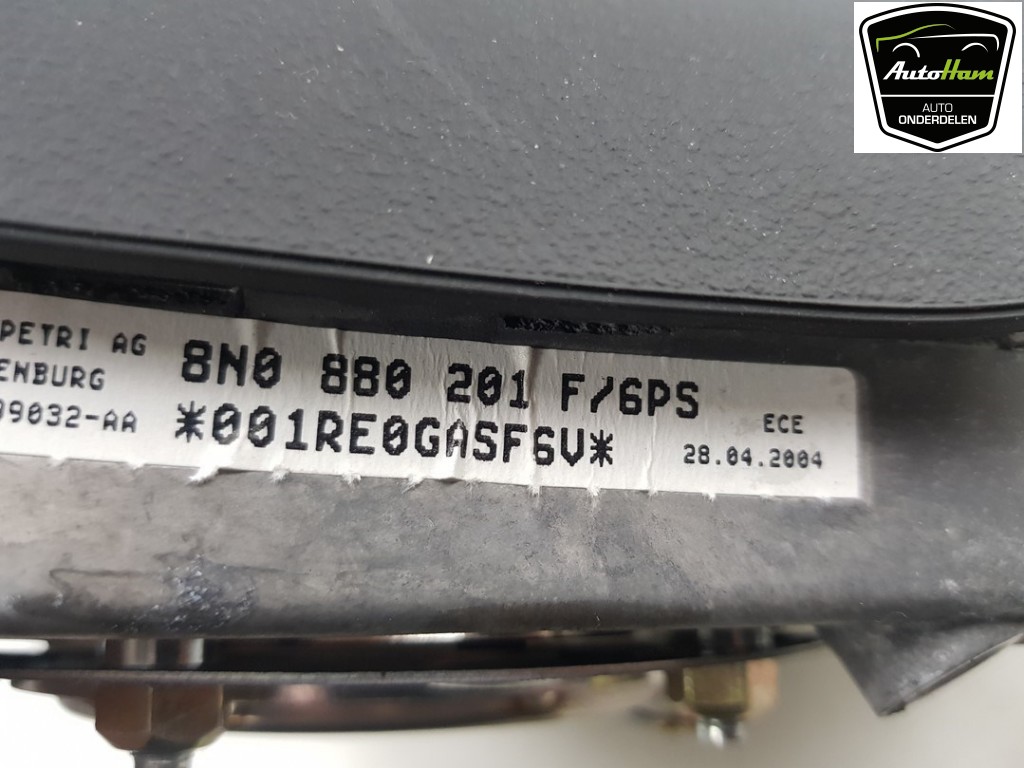 AutoHam
AUTO
ONDERDELEN
PETRI AG
ENBURG
09032-AA
8N0 880 201 F/6PS
*001RE0GASF6V*
ECE
28.04.2004